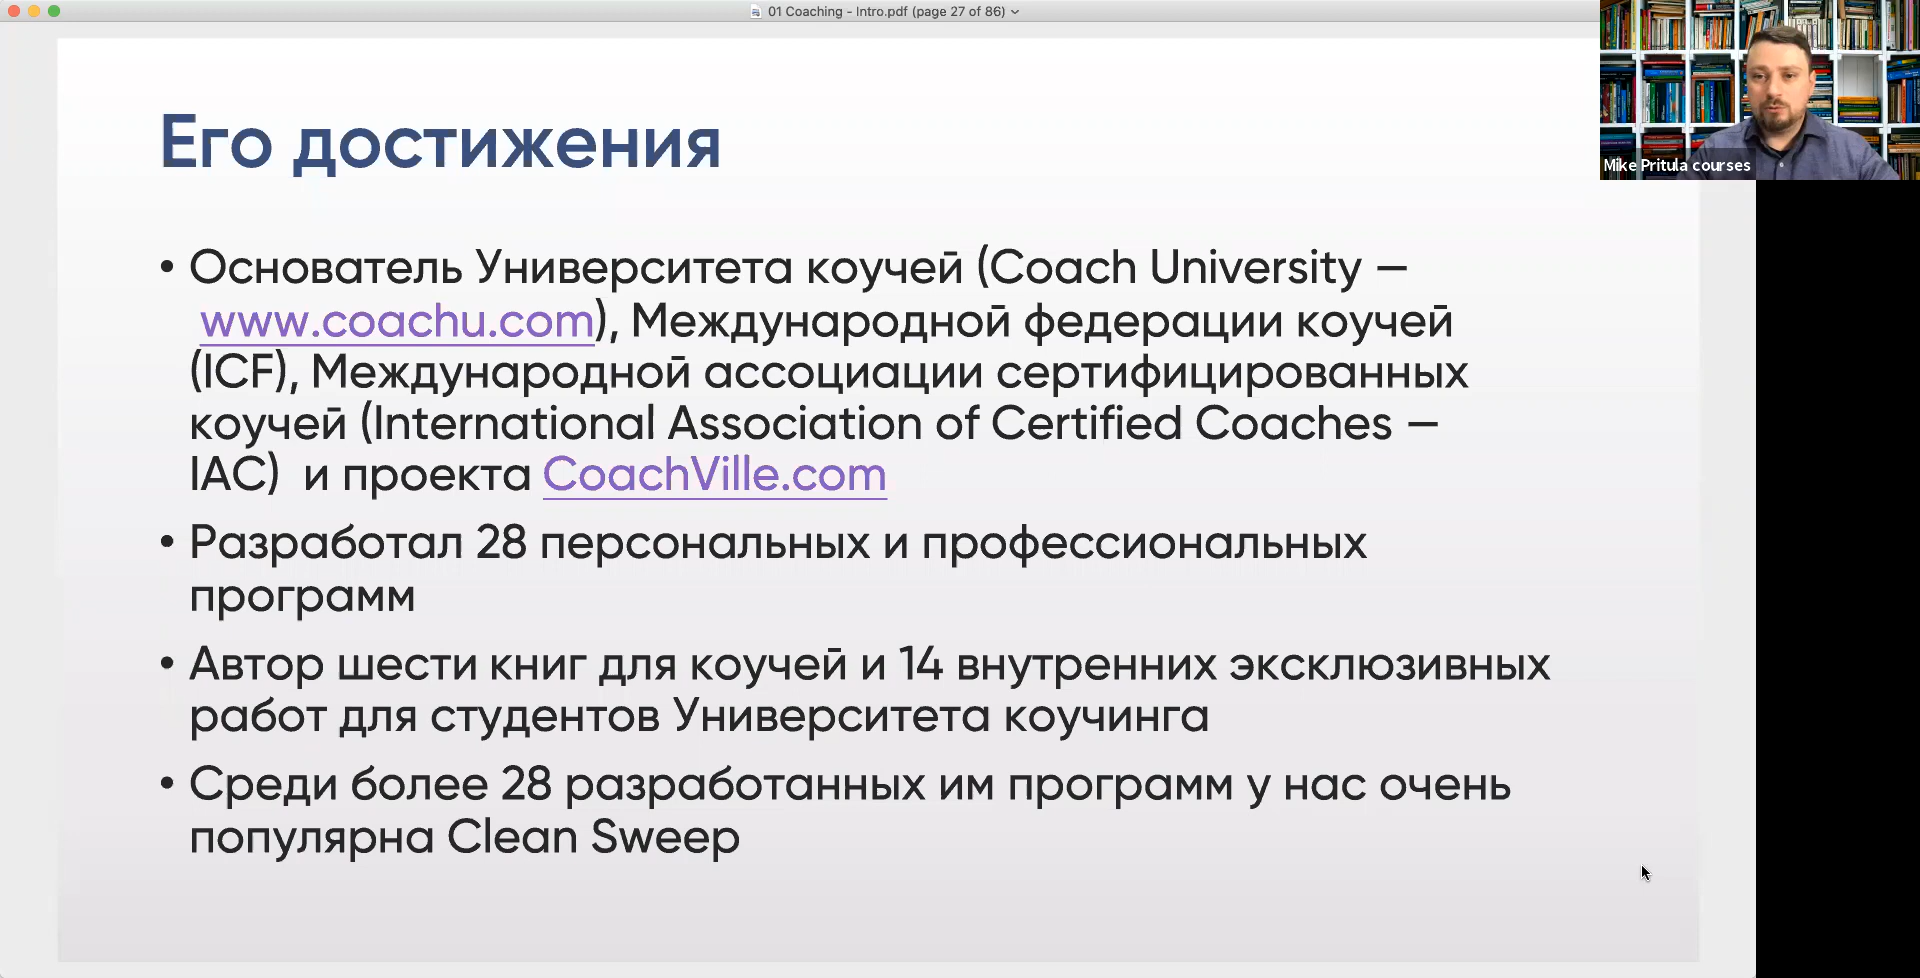 01 Coaching - Intro.pdf (page 27 of 86)
Mike Pritula courses
Его достижения
• Основатель Университета коучей (Coach University —
www.coachu.com), Международной федерации коучей
(ICF), Международной ассоциации сертифицированных
коучей (International Association of Certified Coaches —
IAC)  и проекта CoachVille.com
• Разработал 28 персональных и профессиональных
программ
• Автор шести книг для коучей и 14 внутренних эксклюзивных
работ для студентов Университета коучинга
• Среди более 28 разработанных им программ у нас очень
популярна Clean Sweep